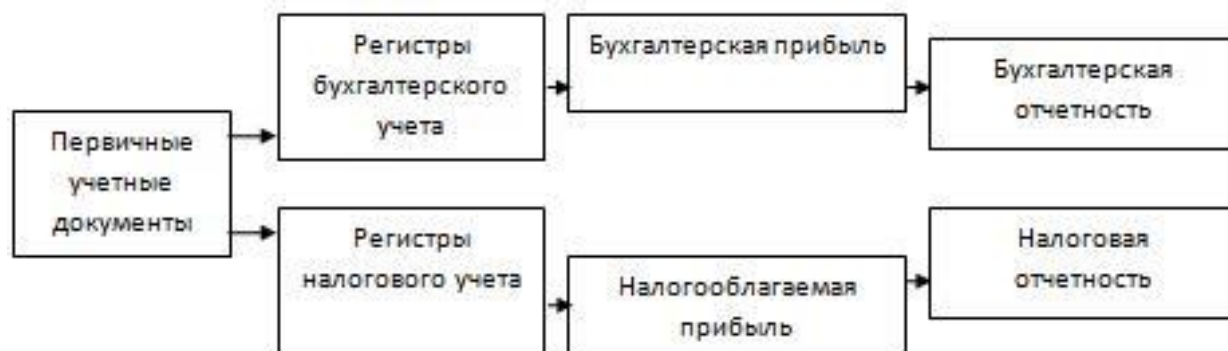 Первичные
учетные
документы
Регистры
бухгалтерского
учета
Бухгалтерская прибыль
Бухгалтерская
отчетность
Регистры
налогового учета
Налогооблагаемая
прибыль
Налоговая
отчетность